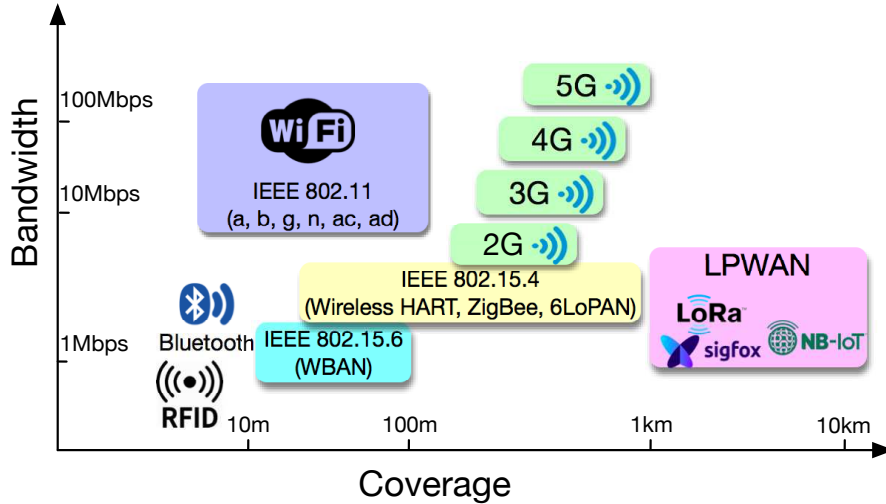 Bandwidth
100Mbps
10Mbps
1Mbps
WiFi
IEEE 802.11
(a, b, g, n, ac, ad)
5G
4G
3G
2G
IEEE 802.15.4
(Wireless HART, ZigBee, 6LoPAN)
LPWAN
LoRa™
sigfox
NB-IoT
Bluetooth
IEEE 802.15.6
(WBAN)
RFID
10m
100m
1km
10km
Coverage